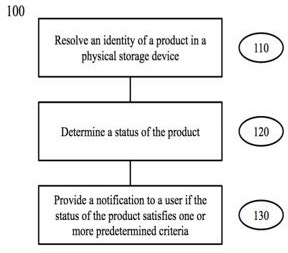 100
Resolve an identity of a product in a
physical storage device
110
Determine a status of the product
120
Provide a notification to a user if the
status of the product satisfies one or
more predetermined criteria
130